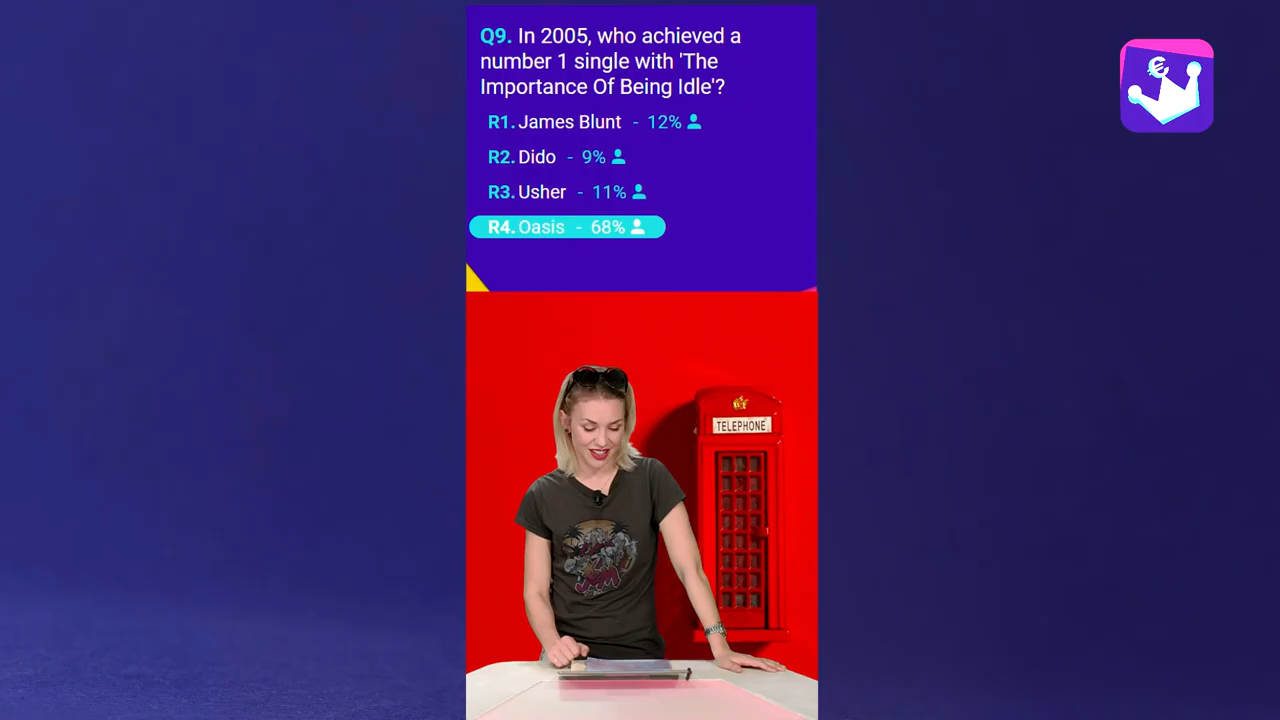 Q9. In 2005, who achieved a
number 1 single with 'The
Importance Of Being Idle'?
R1. James Blunt - 12%
R2. Dido - 9%
R3. Usher - 11%
R4. Oasis - 68%
€
TELEPHONE